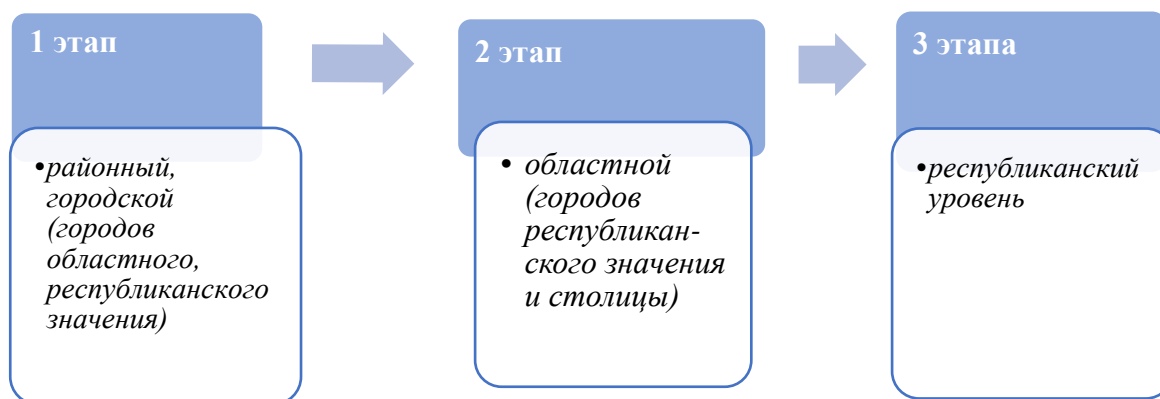 1 этап
•районный,
городской
(городов
областного,
республиканского
значения)
2 этап
• областной
(городов
республикан-
ского значения
и столицы)
3 этапа
•республиканский
уровень